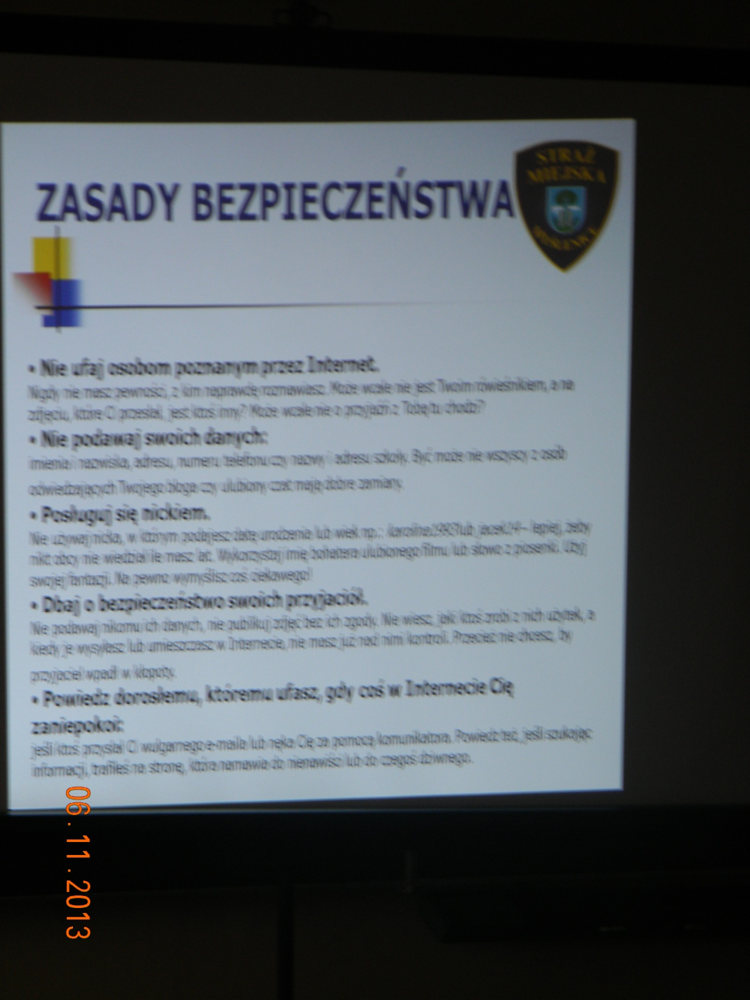 STRAŻ
MIEJSKA
MYŚLENICE
ZASADY BEZPIECZEŃSTWA
• Nie ufaj osobom poznanym przez Internet.
Nigdy nie masz pewności, z kim naprawdę rozmawiasz. Może wcale nie jest Twoim rówieśnikiem, a na
zdjęciu, które Ci przesłał, jest ktoś inny? Może wcale nie o przyjaźń z Tobą tu chodzi?
• Nie podawaj swoich danych:
imienia i nazwiska, adresu, numeru telefonu czy nazwy i adresu szkoły. Być może nie wszyscy z osób
odwiedzających Twojego bloga czy ulubiony czat mają dobre zamiary.
• Posługuj się nickiem.
Nie używaj nicka, w którym podajesz datę urodzenia lub wiek np.: karolina1993 lub jacek14 – lepiej, żeby
nikt obcy nie wiedział ile masz lat. Wykorzystaj imię bohatera ulubionego filmu lub słowo z piosenki. Użyj
swojej fantazji. Na pewno wymyślisz coś ciekawego!
• Dbaj o bezpieczeństwo swoich przyjaciół.
Nie podawaj nikomu ich danych, nie publikuj zdjęć bez ich zgody. Nie wiesz, jaki ktoś zrobi z nich użytek, a
kiedy je wysyłasz lub umieszczasz w Internecie, nie masz już nad nimi kontroli. Przecież nie chcesz, by
przyjaciel wpadł w kłopoty.
• Powiedz dorosłemu, któremu ufasz, gdy coś w Internecie Cię
zaniepokoi:
jeśli ktoś przysłał Ci wulgarnego e-maila lub nęka Cię za pomocą komunikatora. Powiedz też, jeśli szukając
informacji, trafiłeś na stronę, która namawia do nienawiści lub do czegoś dziwnego.
06.11.2013